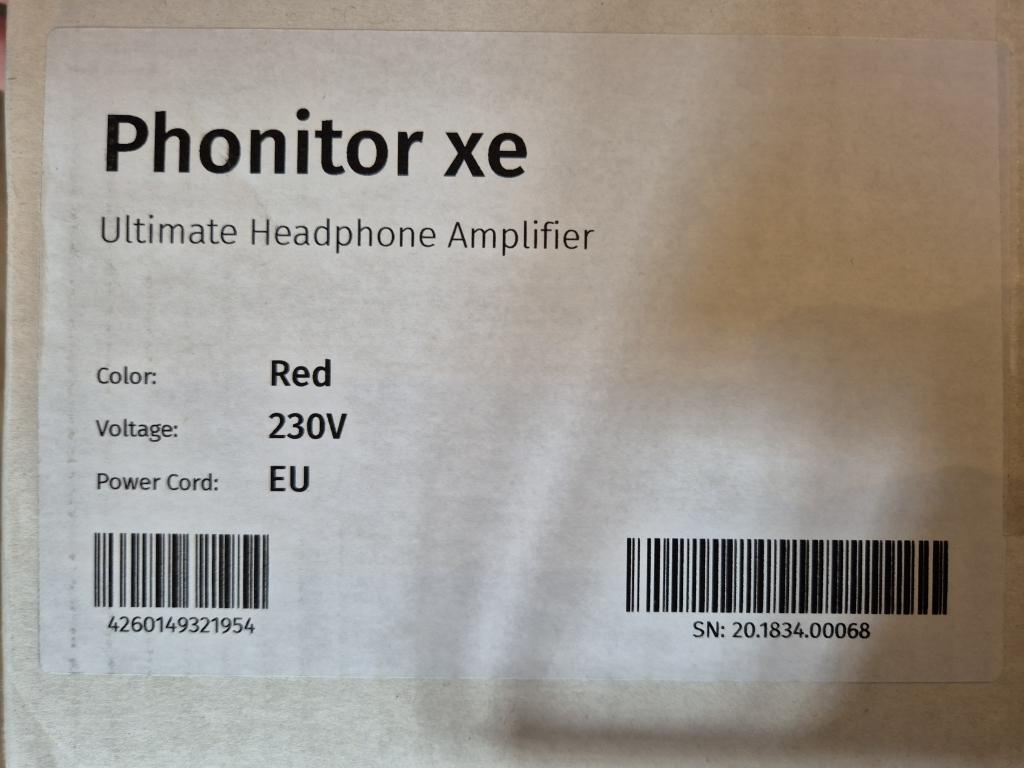 Phonitor xe
Ultimate Headphone Amplifier
Color: Red
Voltage: 230V
Power Cord: EU
4260149321954
SN: 20.1834.00068